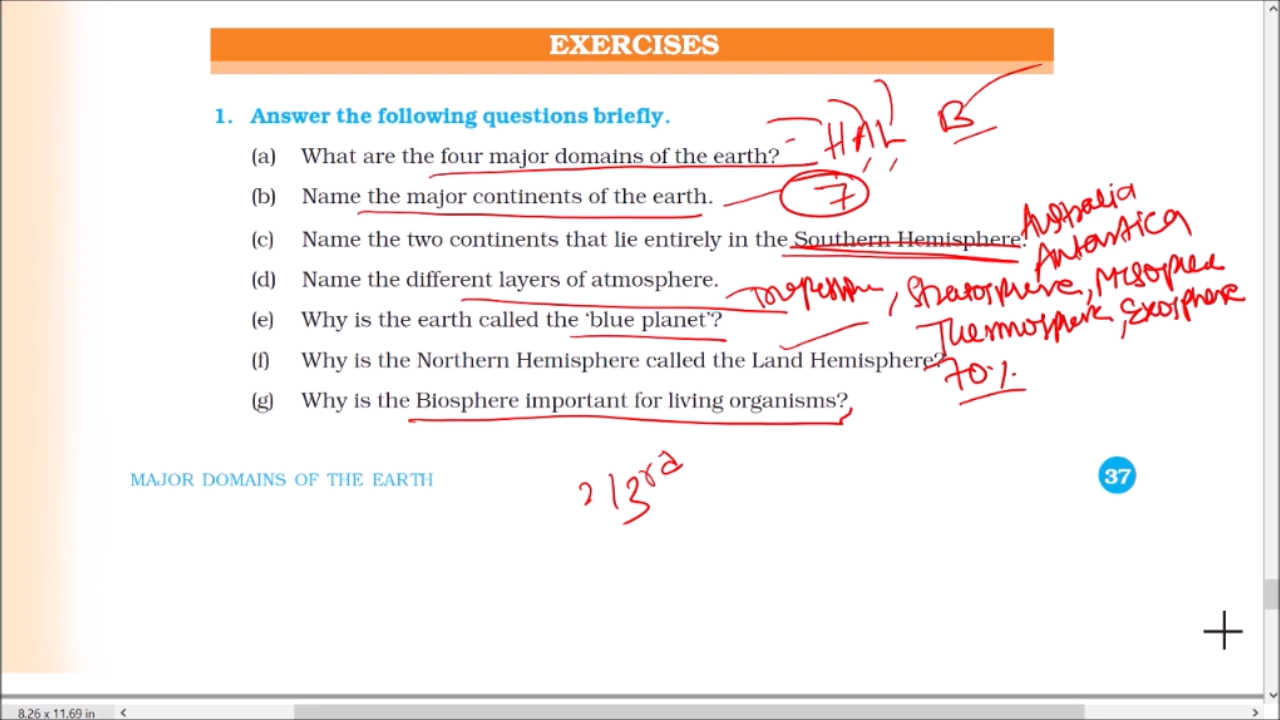 EXERCISES
1. Answer the following questions briefly.
(a) What are the four major domains of the earth? - HAL B
(b) Name the major continents of the earth. 7
(c) Name the two continents that lie entirely in the Southern Hemisphere. Australia
Antartica
(d) Name the different layers of atmosphere. , Stratosphere,
Thermosphere, Exosphere
(e) Why is the earth called the ‘blue planet’?
(f) Why is the Northern Hemisphere called the Land Hemisphere?
70%
(g) Why is the Biosphere important for living organisms?
2/3rd
MAJOR DOMAINS OF THE EARTH
37
8.26 x 11.69 in